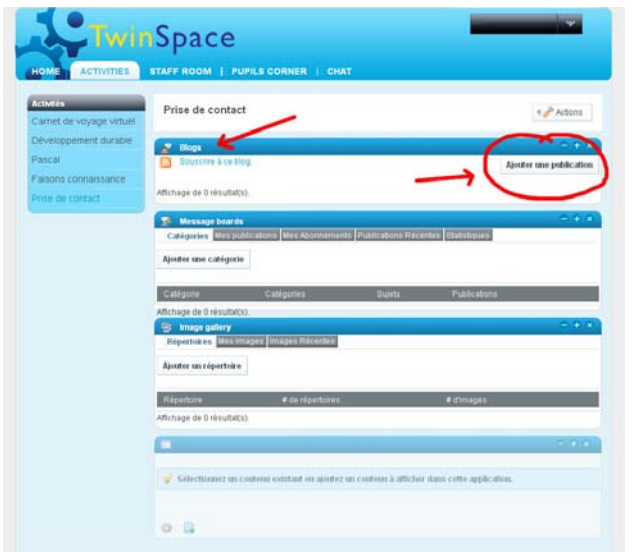 TwinSpace
HOME ACTIVITIES STAFF ROOM | PUPILS CORNER | CHAT
Activités
Carnet de voyage virtuel
Développement durable
Pascal
Faisons connaissance
Prise de contact
Prise de contact
Actions
Blogs
Souscrire à ce blog.
Ajouter une publication
Affichage de 0 résultat(s).
Message boards
Catégories Mes publications Mes Abonnements Publications Récentes Statistiques
Ajouter une catégorie
Catégorie Catégories Sujets Publications
Affichage de 0 résultat(s).
Image gallery
Répertoires Mes images Images Récentes
Ajouter un répertoire
Répertoire # de répertoires # d'images
Affichage de 0 résultat(s).
Sélectionnez un contenu existant ou ajoutez un contenu à afficher dans cette application.